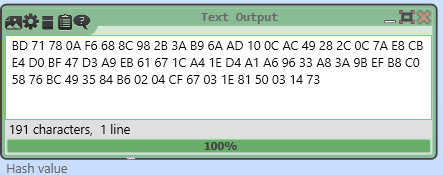 Text Output
BD 71 78 0A F6 68 8C 98 2B 3A B9 6A AD 10 0C AC 49 28 2C 0C 7A E8 CB
E4 D0 BF 47 D3 A9 EB 61 67 1C A4 1E D4 A1 A6 96 33 A8 3A 9B EF B8 C0
58 76 BC 49 35 84 B6 02 04 CF 67 03 1E 81 50 03 14 73
191 characters, 1 line
100%
Hash value